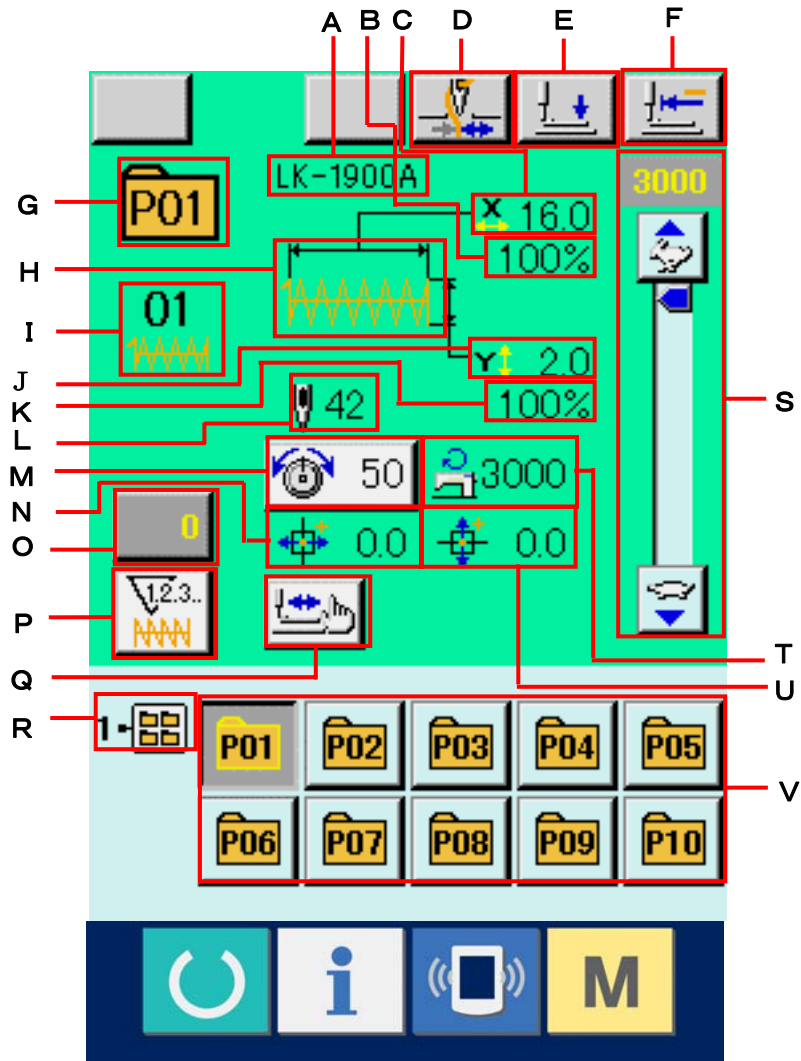 A B C D E F
LK-1900A
3000
G P01
X 16.0
H 100%
I 01
J Y 2.0
K 100%
S
L 42
M 50 3000
N
O 0 0.0 0.0
P 1.2.3..
Q T
U
R 1 P01 P02 P03 P04 P05
V
P06 P07 P08 P09 P10
i M